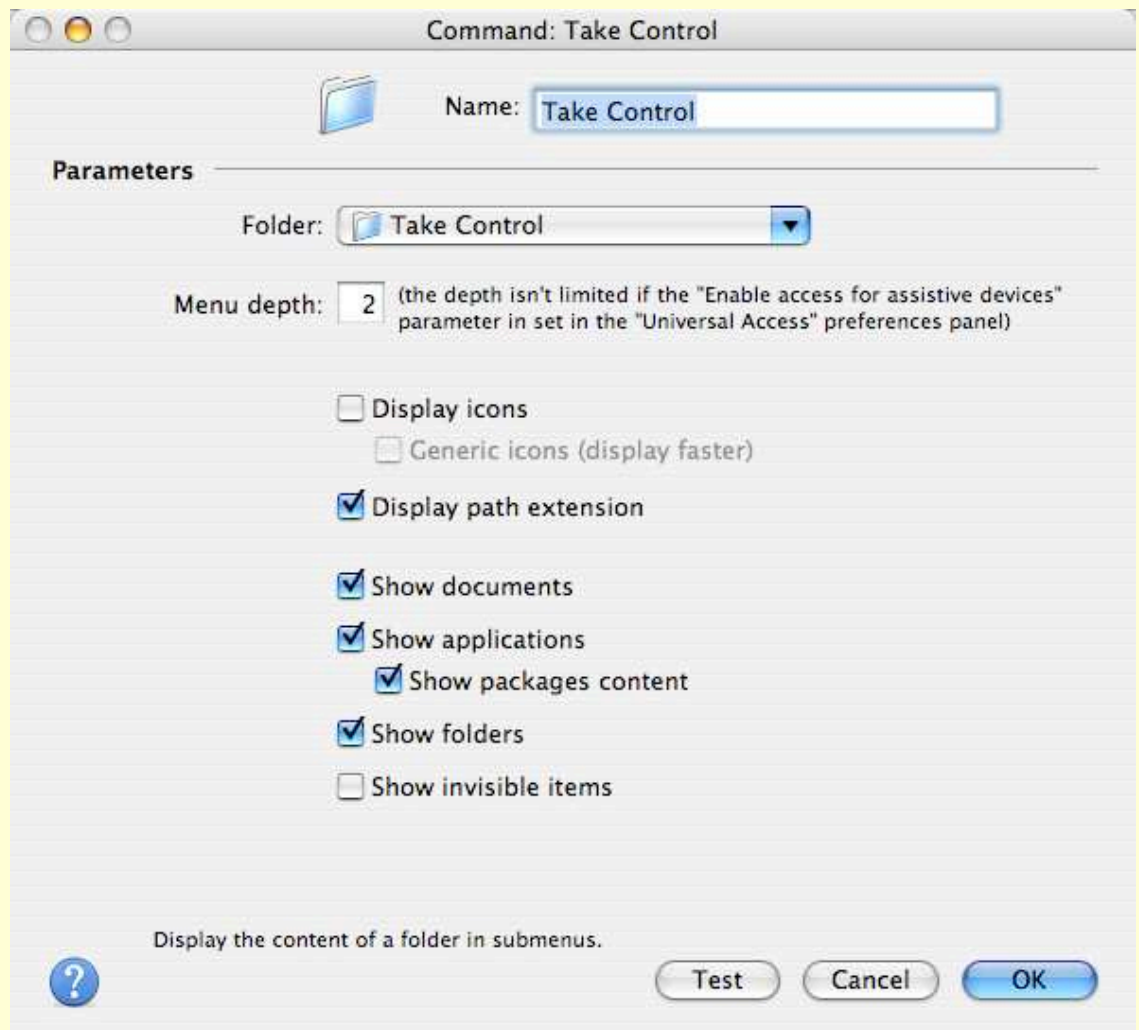 Command: Take Control
Name: Take Control
Parameters
Folder: Take Control
Menu depth: 2 (the depth isn't limited if the "Enable access for assistive devices"
parameter in set in the "Universal Access" preferences panel)
Display icons
Generic icons (display faster)
Display path extension
Show documents
Show applications
Show packages content
Show folders
Show invisible items
Display the content of a folder in submenus.
? Test Cancel OK